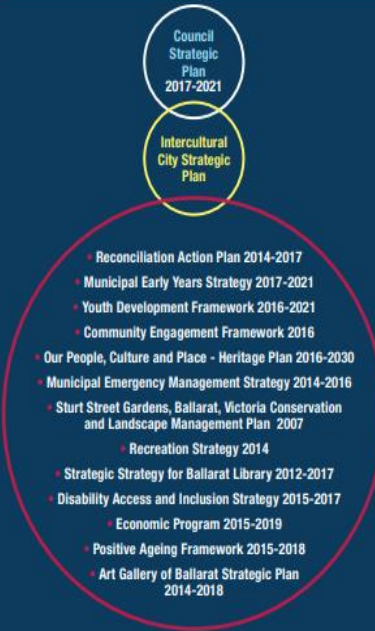 Council
Strategic
Plan
2017-2021
Intercultural
City Strategic
Plan
• Reconciliation Action Plan 2014-2017
• Municipal Early Years Strategy 2017-2021
• Youth Development Framework 2016-2021
• Community Engagement Framework 2016
• Our People, Culture and Place - Heritage Plan 2016-2030
• Municipal Emergency Management Strategy 2014-2016
• Sturt Street Gardens, Ballarat, Victoria Conservation
and Landscape Management Plan 2007
• Recreation Strategy 2014
• Strategic Strategy for Ballarat Library 2012-2017
• Disability Access and Inclusion Strategy 2015-2017
• Economic Program 2015-2019
• Positive Ageing Framework 2015-2018
• Art Gallery of Ballarat Strategic Plan
2014-2018